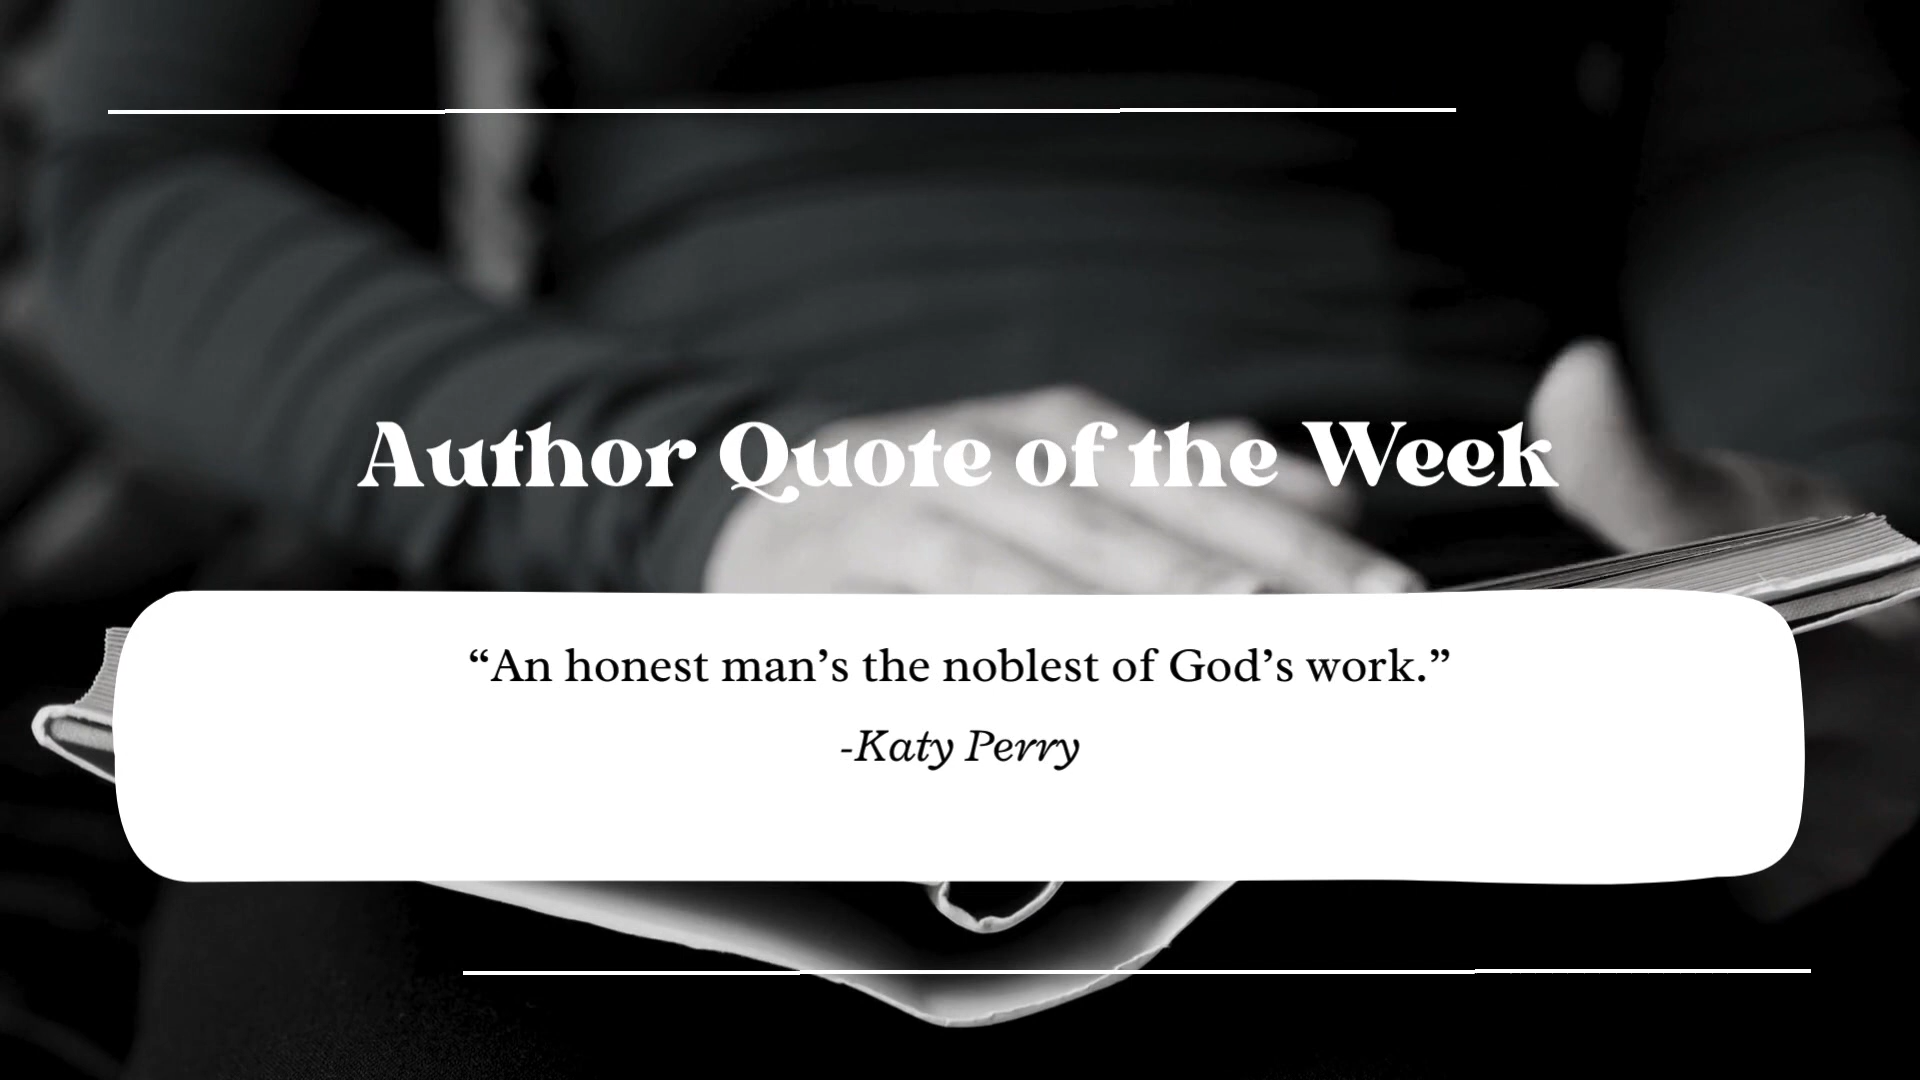 Author Quote of the Week
“An honest man’s the noblest of God’s work.”
-Katy Perry